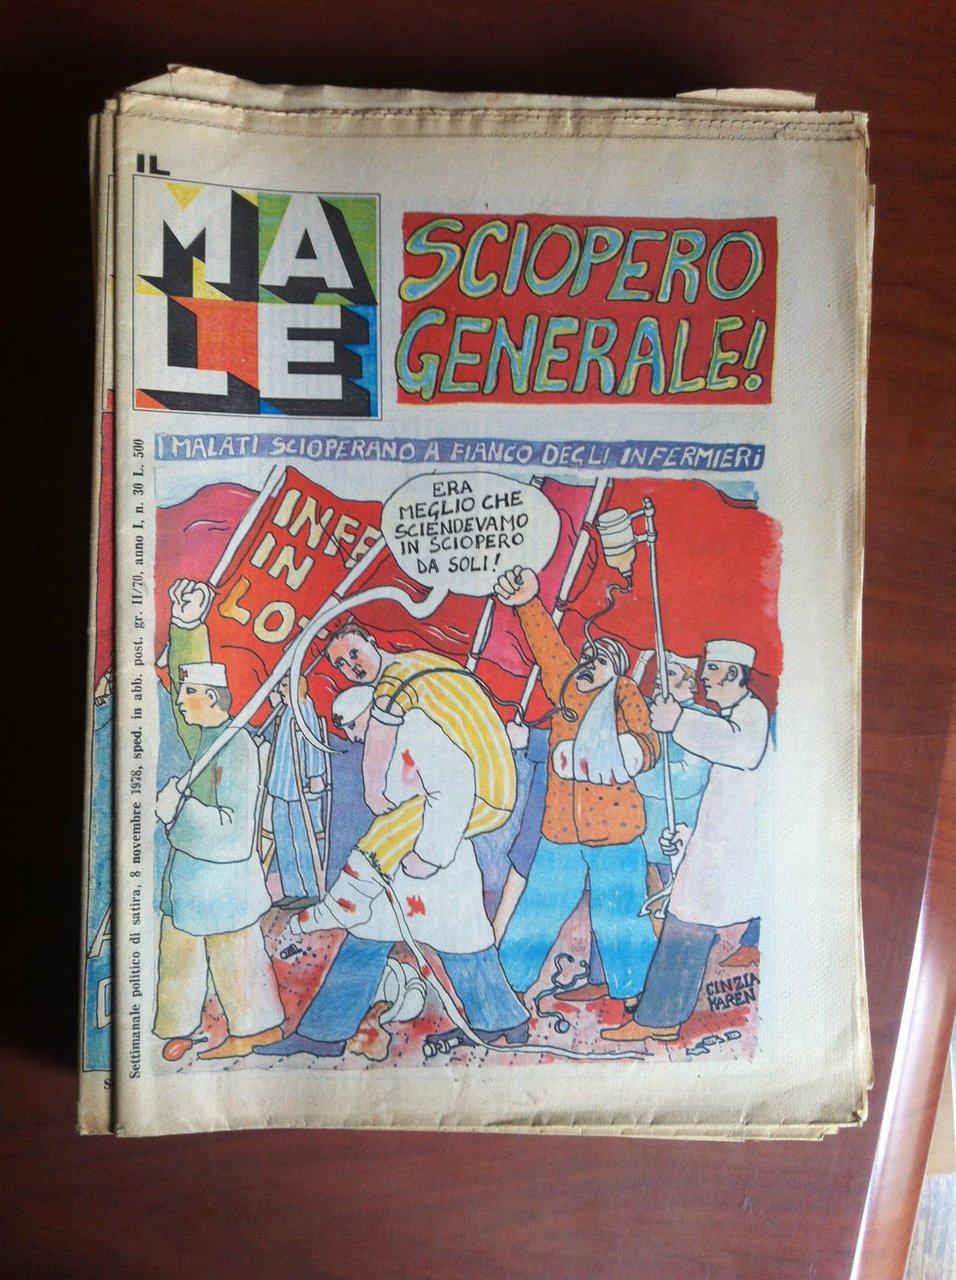 IL
MA
LE
SCIOPERO
GENERALE!
I MALATI SCIOPERANO A FIANCO DEGLI INFERMIERI
ERA
MEGLIO CHE
SCIENDEVAMO
IN SCIOPERO
DA SOLI!
INFE
IN
LOT
CINZIA
KAREN
Settimanale politico di satira, 8 novembre 1978, sped. in abb. post. gr. II/70, anno I, n. 30 L. 500